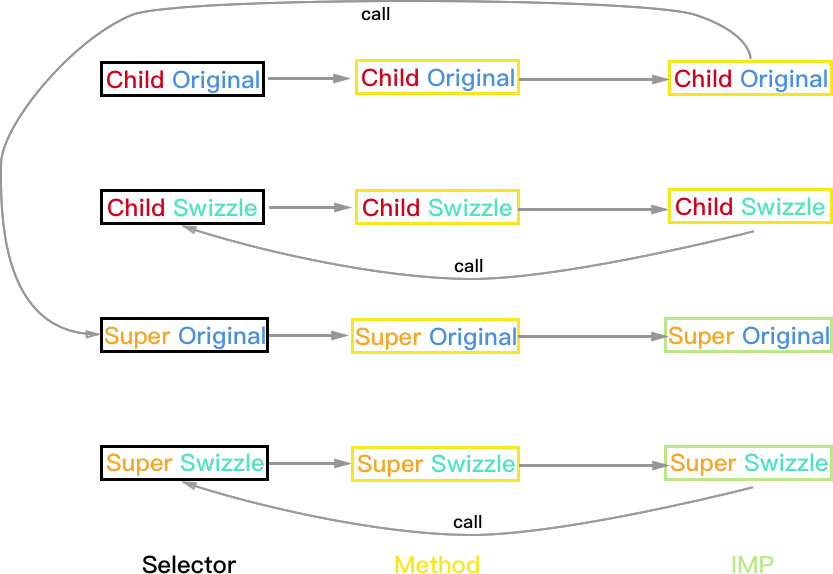 call
Child Original Child Original Child Original
Child Swizzle Child Swizzle Child Swizzle
call
Super Original Super Original Super Original
Super Swizzle Super Swizzle Super Swizzle
call
Selector Method IMP